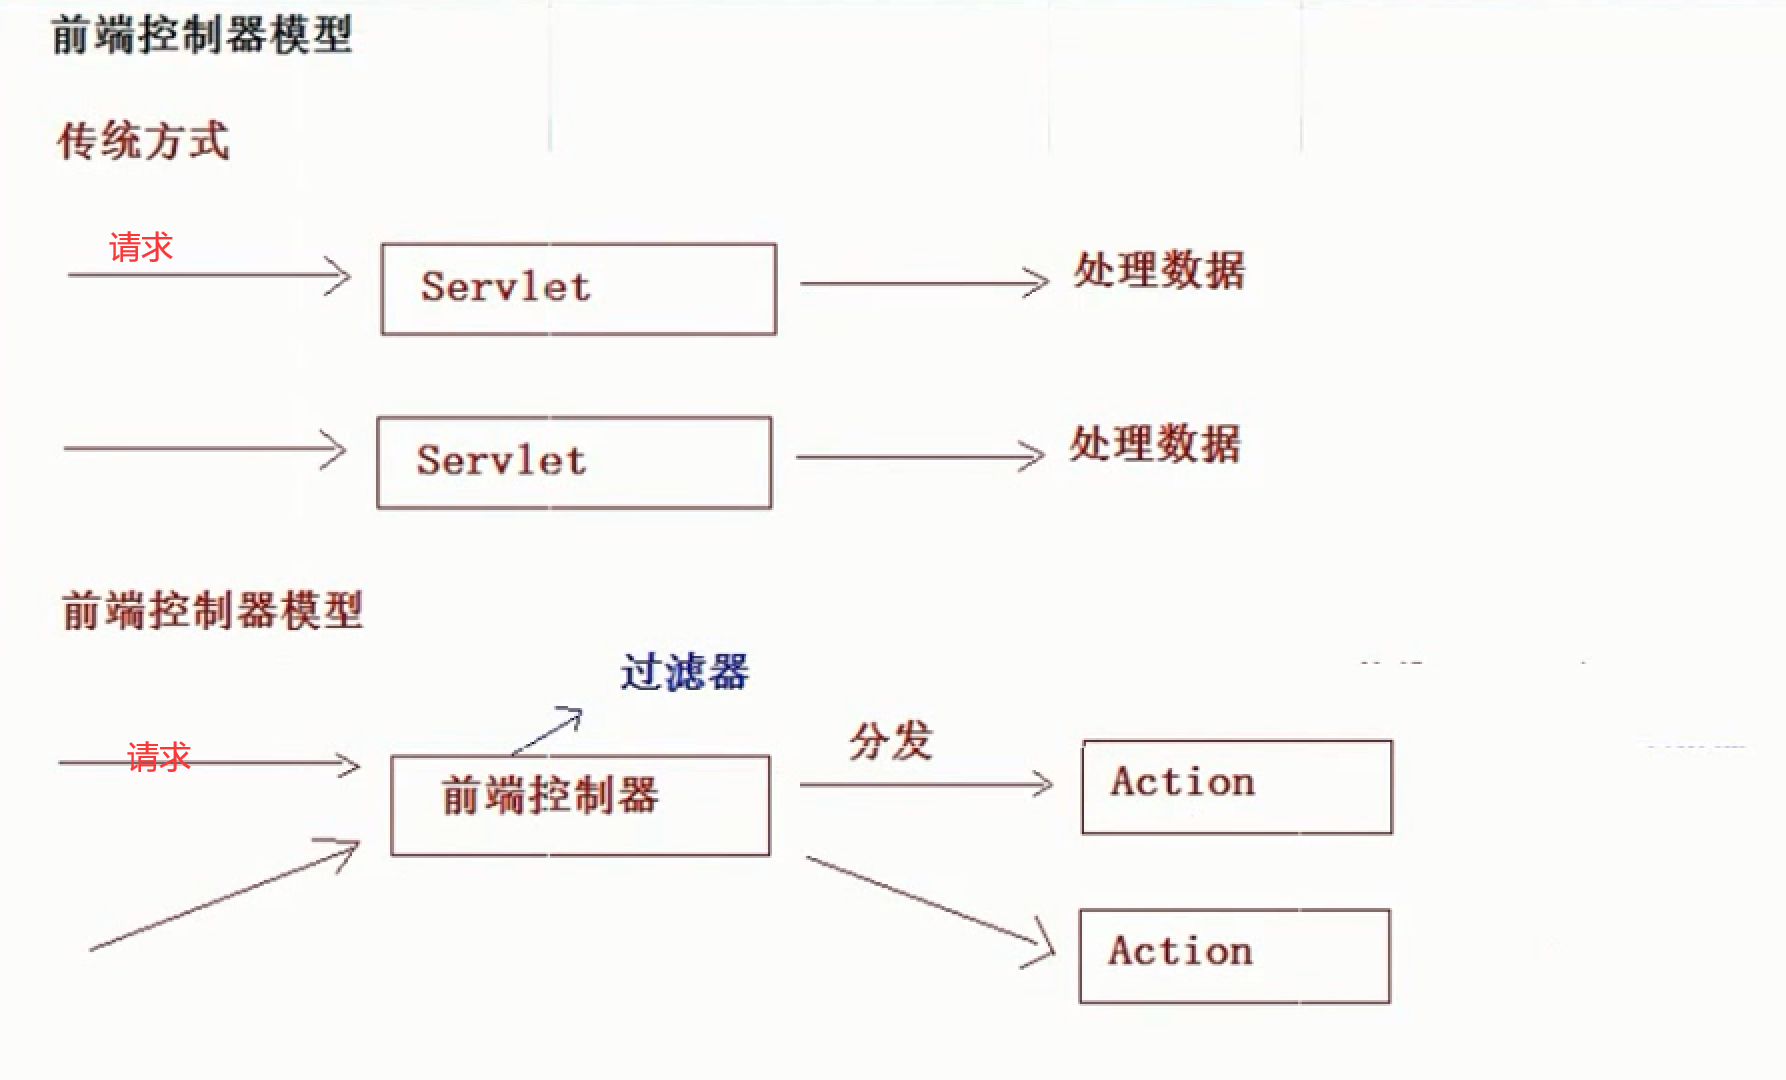 前端控制器模型
传统方式
请求
Servlet
处理数据
Servlet
处理数据
前端控制器模型
过滤器
请求
前端控制器
分发
Action
Action